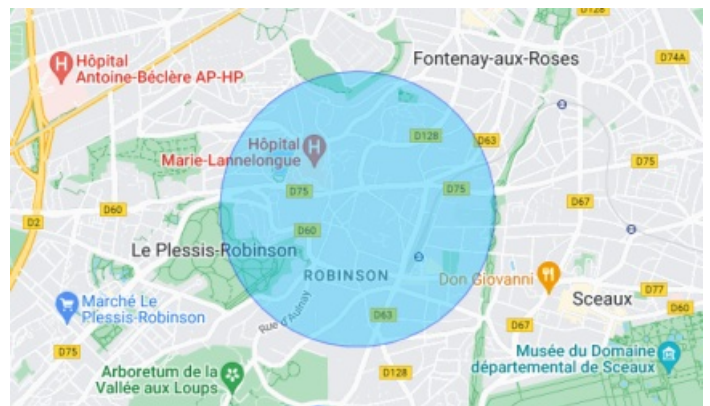 D128
Hôpital
Antoine-Béclère AP-HP
Fontenay-aux-Roses
D74A
Hôpital
Marie-Lannelongue
D128
D63
D75
D75
D75
D60
D67
D2
D60
Le Plessis-Robinson
ROBINSON
Don Giovanni
Sceaux
D77
D60
Marché Le
Plessis-Robinson
Rue d'Aulnay
D63
D67
D75
Musée du Domaine
départemental de Sceaux
Arboretum de la
Vallée aux Loups
D128